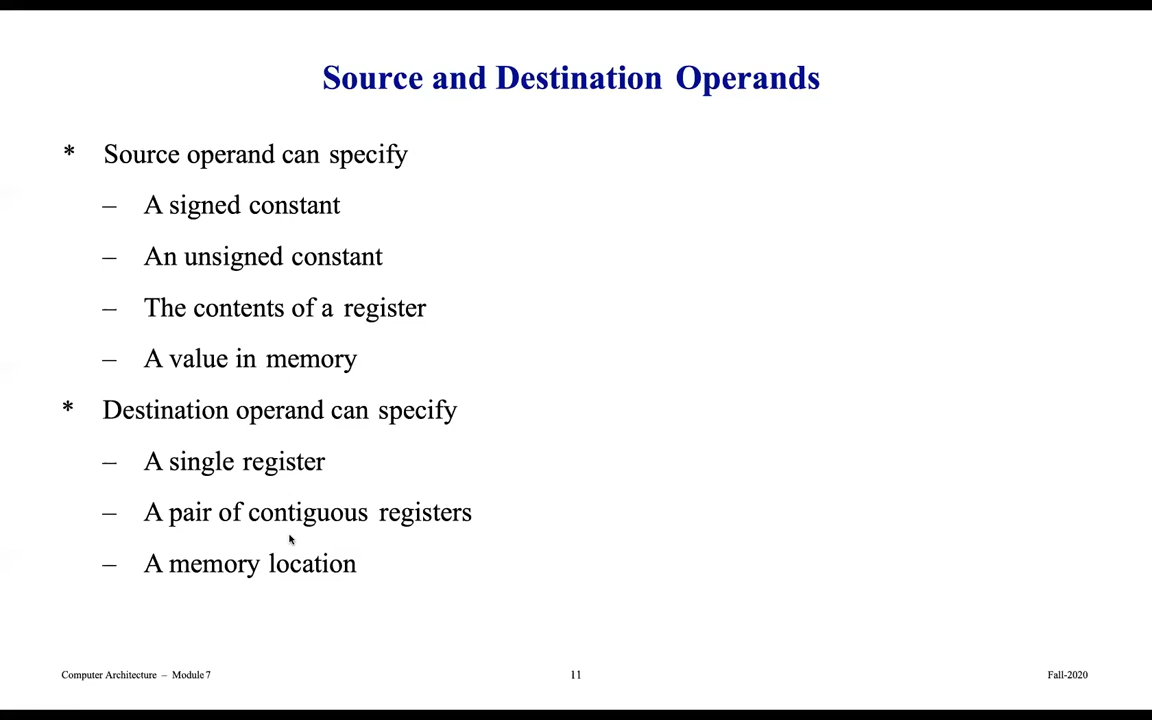 Source and Destination Operands
* Source operand can specify
– A signed constant
– An unsigned constant
– The contents of a register
– A value in memory
* Destination operand can specify
– A single register
– A pair of contiguous registers
– A memory location
Computer Architecture – Module 7 11 Fall-2020